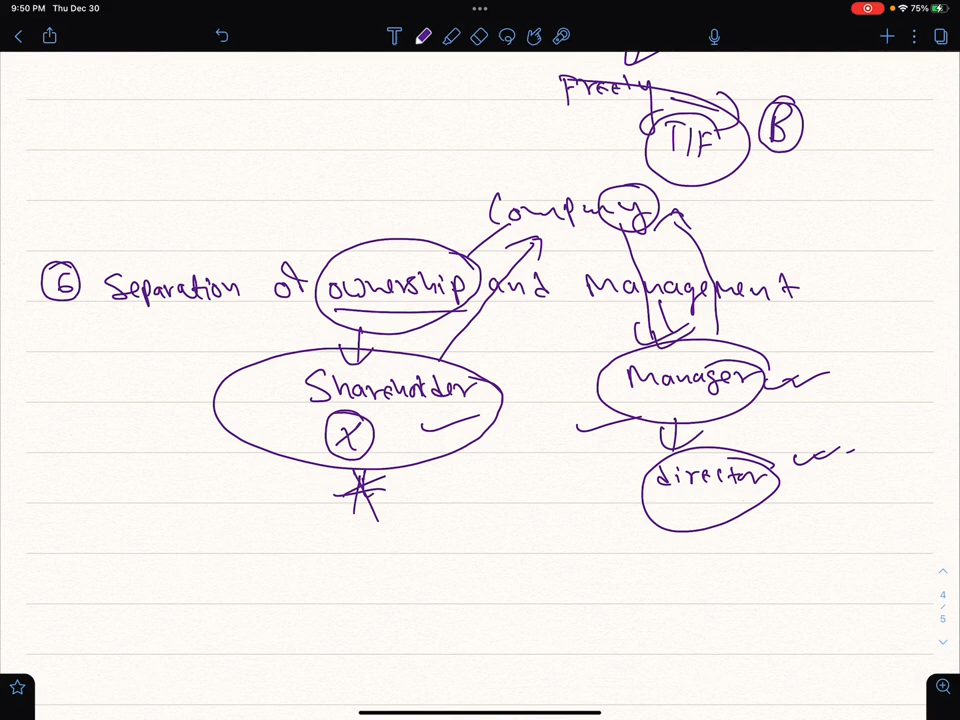 9:50 PM Thu Dec 30
75%
Freely
T/F B
Company
6 Separation of ownership and Management
Shareholder Manager
X
director
4
/
5